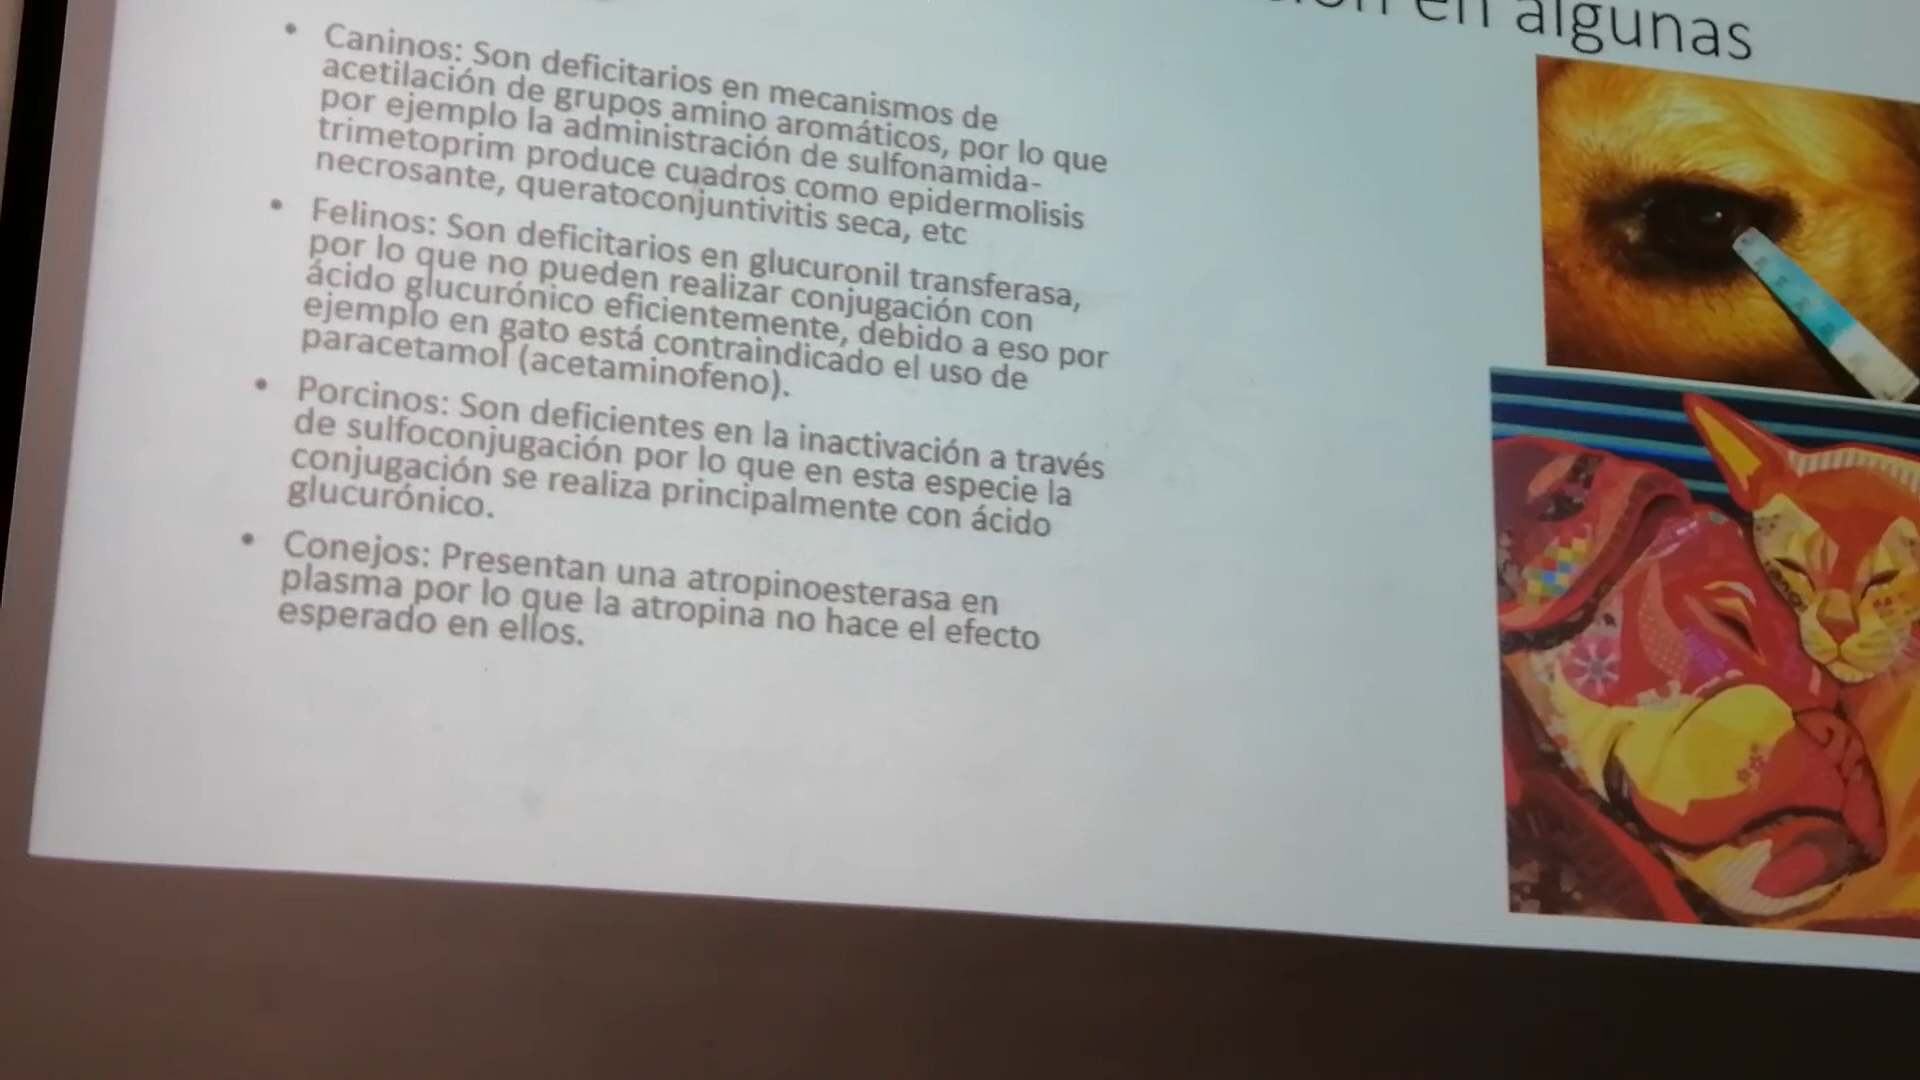 en algunas
• Caninos: Son deficitarios en mecanismos de
acetilación de grupos amino aromáticos, por lo que
por ejemplo la administración de sulfonamida-
trimetoprim produce cuadros como epidermolisis
necrosante, queratoconjuntivitis seca, etc
• Felinos: Son deficitarios en glucuronil transferasa,
por lo que no pueden realizar conjugación con
ácido glucurónico eficientemente, debido a eso por
ejemplo en gato está contraindicado el uso de
paracetamol (acetaminofeno).
• Porcinos: Son deficientes en la inactivación a través
de sulfoconjugación por lo que en esta especie la
conjugación se realiza principalmente con ácido
glucurónico.
• Conejos: Presentan una atropinoesterasa en
plasma por lo que la atropina no hace el efecto
esperado en ellos.